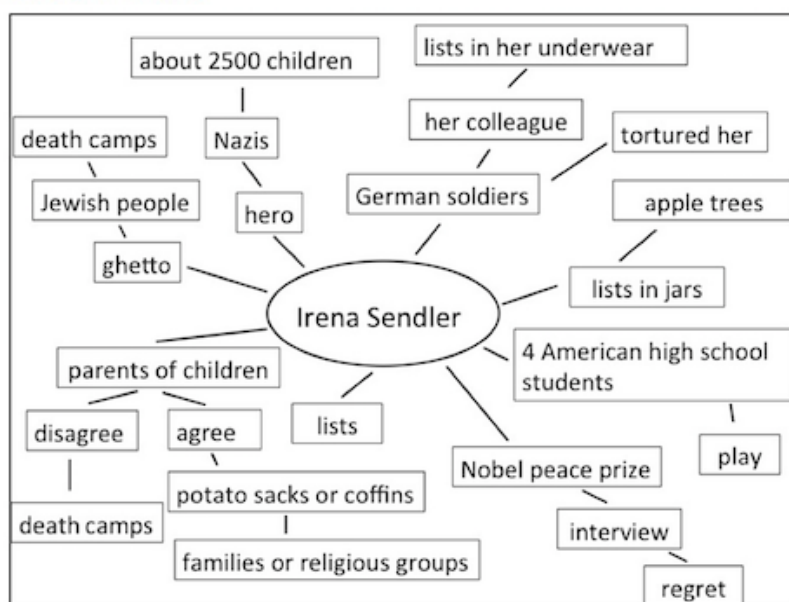 about 2500 children
lists in her underwear
her colleague
death camps
Nazis
tortured her
Jewish people
hero
German soldiers
apple trees
ghetto
lists in jars
Irena Sendler
parents of children
4 American high school
students
disagree
agree
lists
play
Nobel peace prize
potato sacks or coffins
death camps
interview
families or religious groups
regret